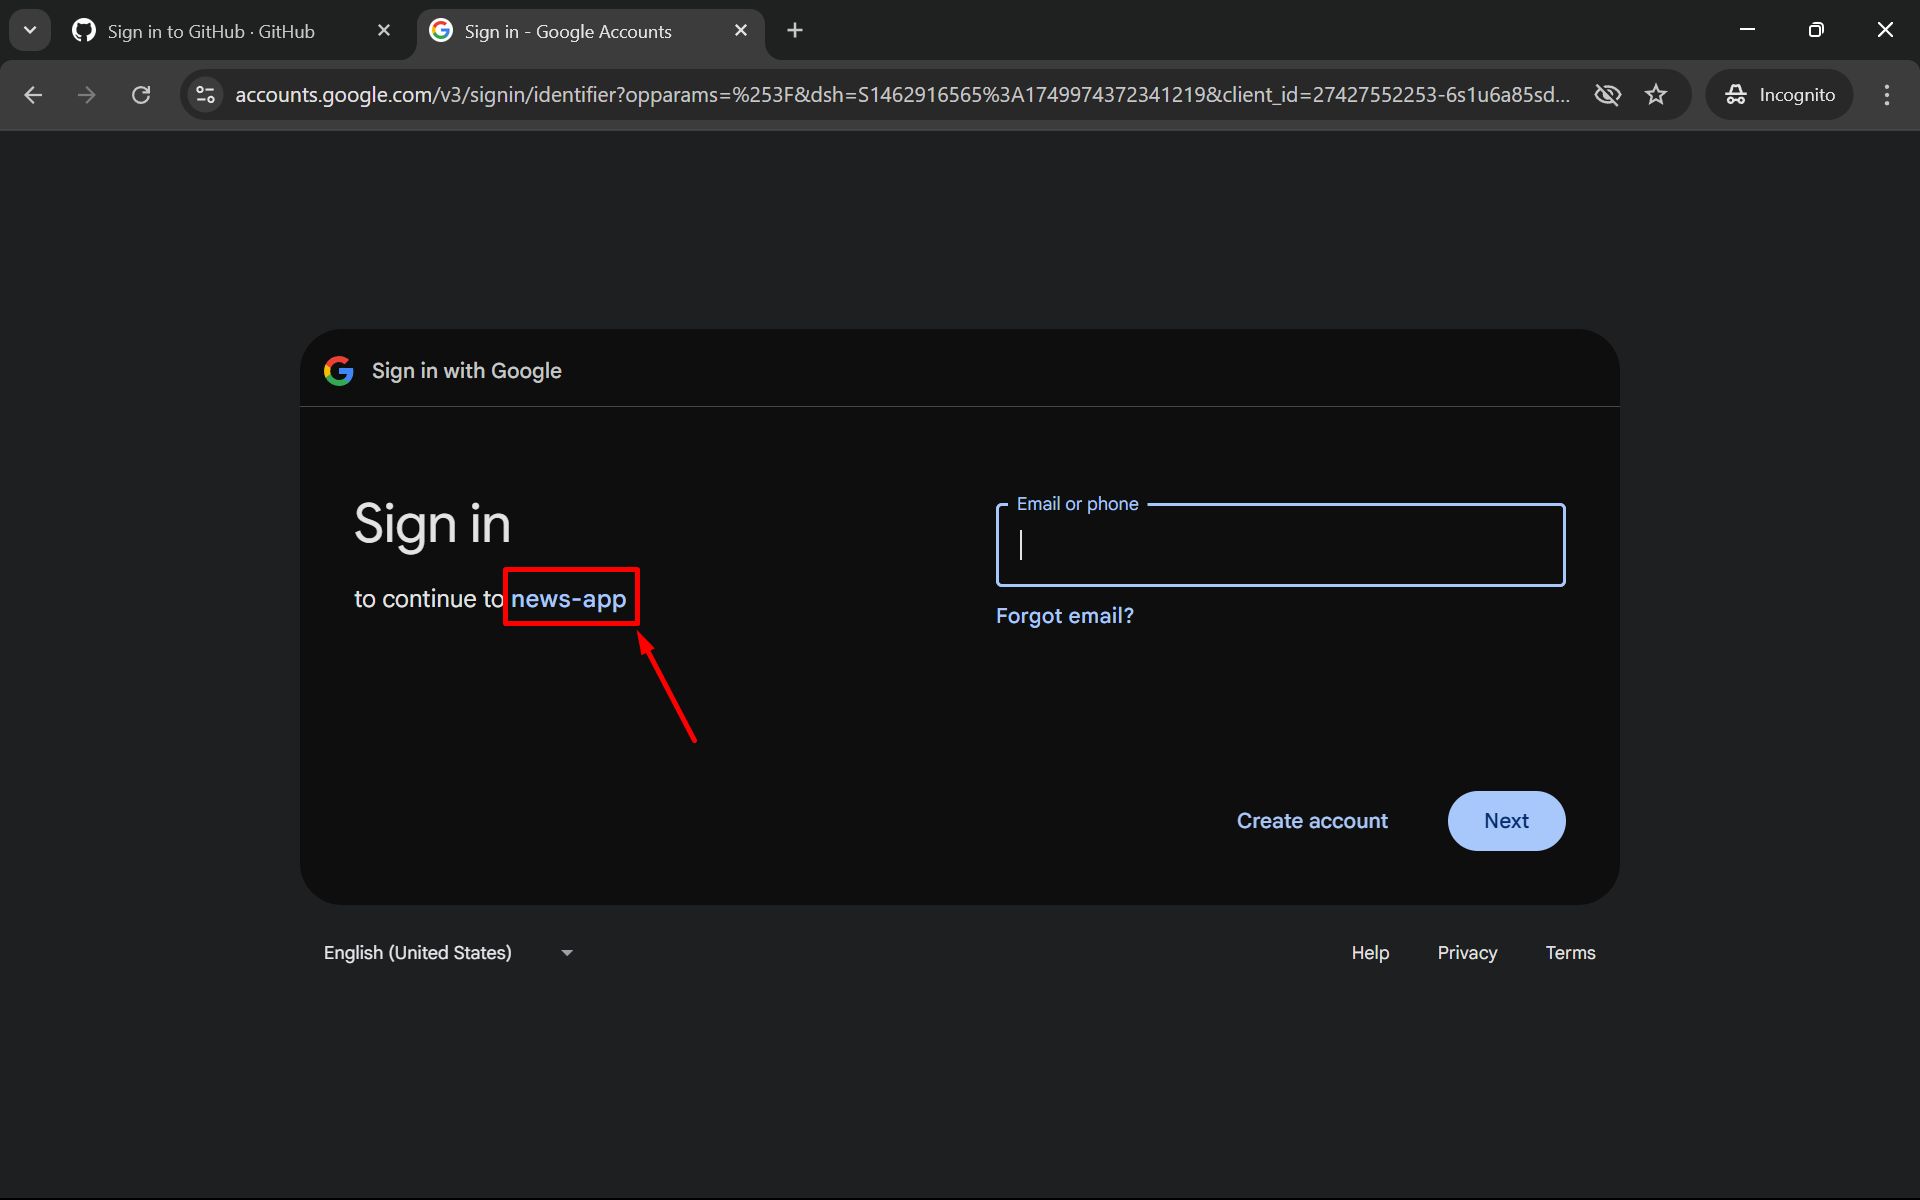 Sign in to GitHub · GitHub
Sign in - Google Accounts
accounts.google.com/v3/signin/identifier?opparams=%253F&dsh=S1462916565%3A1749974372341219&client_id=27427552253-6s1u6a85sd...
Incognito
Sign in with Google
Sign in
to continue to news-app
Email or phone
Forgot email?
Create account
Next
English (United States)
Help
Privacy
Terms